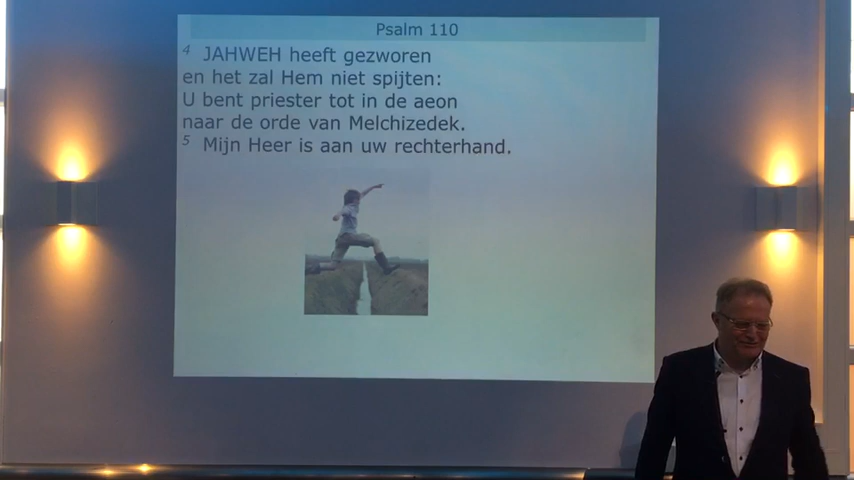 Psalm 110
4 JAHWEH heeft gezworen
en het zal Hem niet spijten:
U bent priester tot in de aeon
naar de orde van Melchizedek.
5 Mijn Heer is aan uw rechterhand.